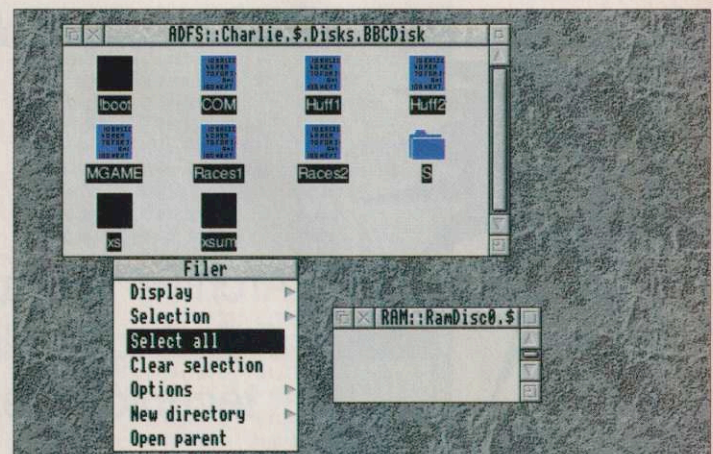 ADFS::Charlie.$.Disks.BBCDisk
!boot COM Huff1 Huff2
MGAME Races1 Races2 S
xs xsum
Filer
Display
Selection
Select all
Clear selection
Options
New directory
Open parent
RAM::RamDisc0.$